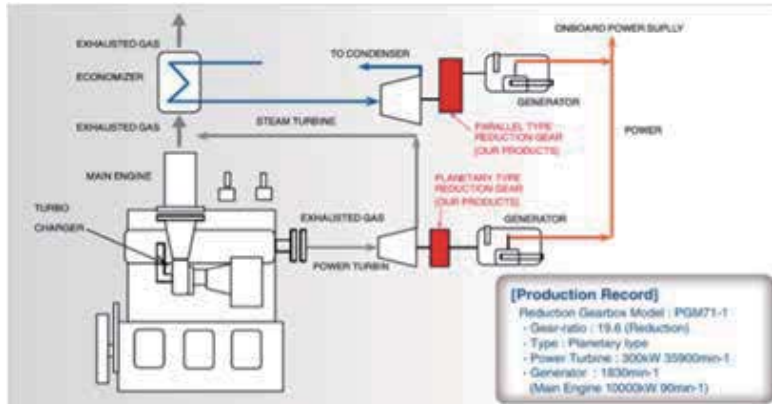 ONBOARD POWER SUPLLY
EXHAUSTED GAS
TO CONDENSER
ECONOMIZER
GENERATOR
EXHAUSTED GAS
STEAM TURBINE
PARALLEL TYPE
REDUCTION GEAR
[OUR PRODUCTS]
POWER
MAIN ENGINE
PLANETARY TYPE
REDUCTION GEAR
[OUR PRODUCTS]
TURBO
CHARGER
EXHAUSTED GAS
GENERATOR
POWER TURBIN
[Production Record]
Reduction Gearbox Model : PGM71-1
- Gear-ratio : 19.6 (Reduction)
- Type : Planetary type
- Power Turbine : 300kW 35900min-1
- Generator : 1830min-1
(Main Engine 10000kW 90min-1)